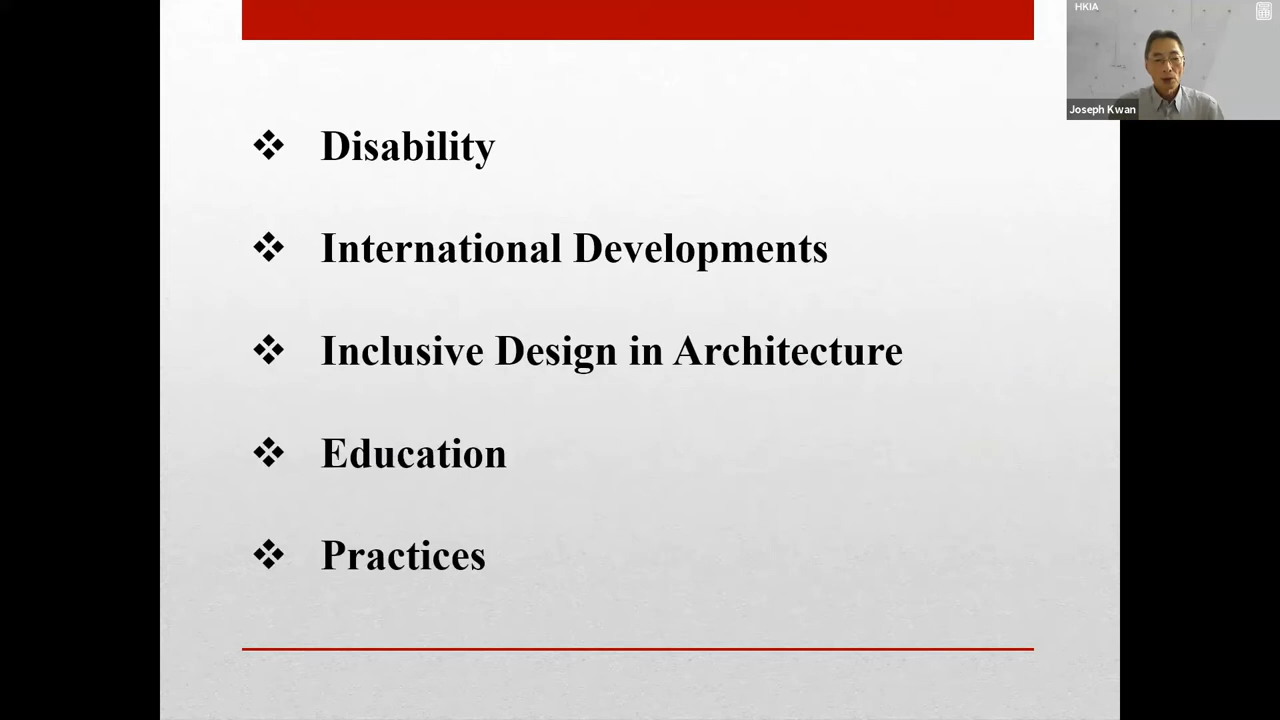 HKIA
Joseph Kwan
❖ Disability
❖ International Developments
❖ Inclusive Design in Architecture
❖ Education
❖ Practices